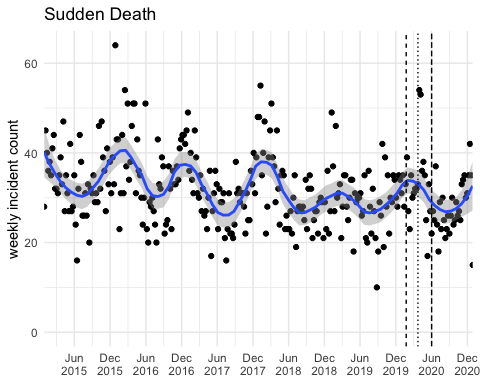 Sudden Death
weekly incident count
60
40
20
0
Jun Dec Jun Dec Jun Dec Jun Dec Jun Dec Jun Dec
2015 2015 2016 2016 2017 2017 2018 2018 2019 2019 2020 2020